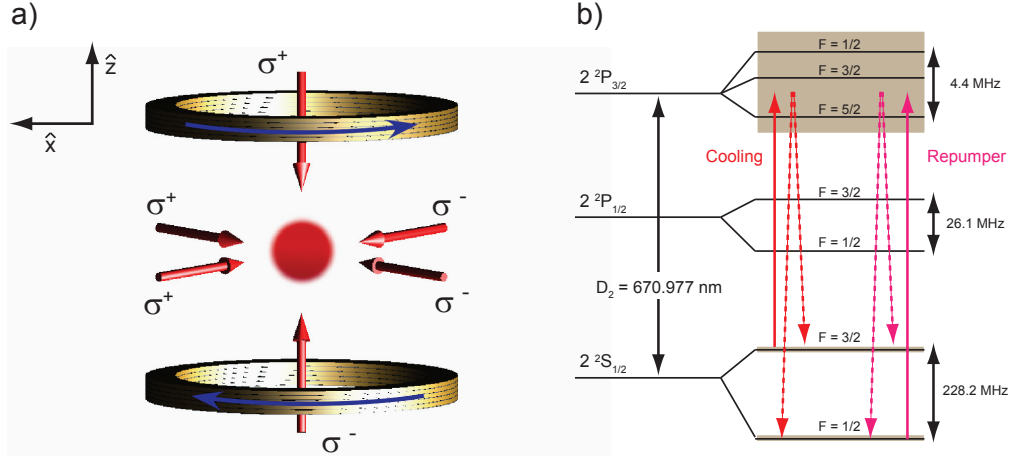 a)
ẑ
x̂
σ⁺
σ⁺
σ⁻
σ⁺
σ⁻
σ⁻
b)
F = 1/2
2 ²P₃/₂
F = 3/2
4.4 MHz
F = 5/2
Cooling
Repumper
2 ²P₁/₂
F = 3/2
26.1 MHz
F = 1/2
D₂ = 670.977 nm
F = 3/2
2 ²S₁/₂
228.2 MHz
F = 1/2